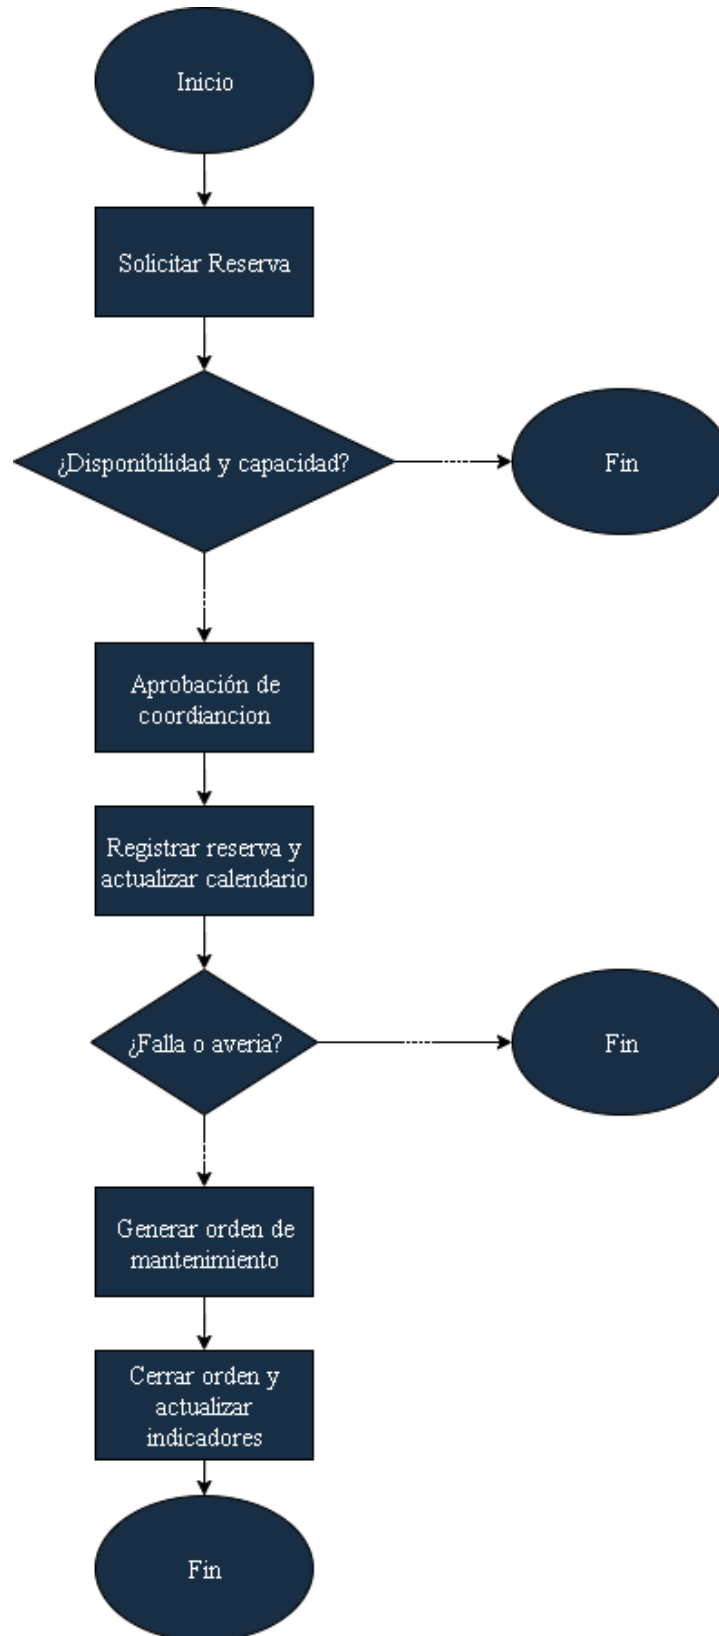 Inicio
Solicitar Reserva
¿Disponibilidad y capacidad?
Fin
Aprobación de
coordiancion
Registrar reserva y
actualizar calendario
¿Falla o averia?
Fin
Generar orden de
mantenimiento
Cerrar orden y
actualizar
indicadores
Fin